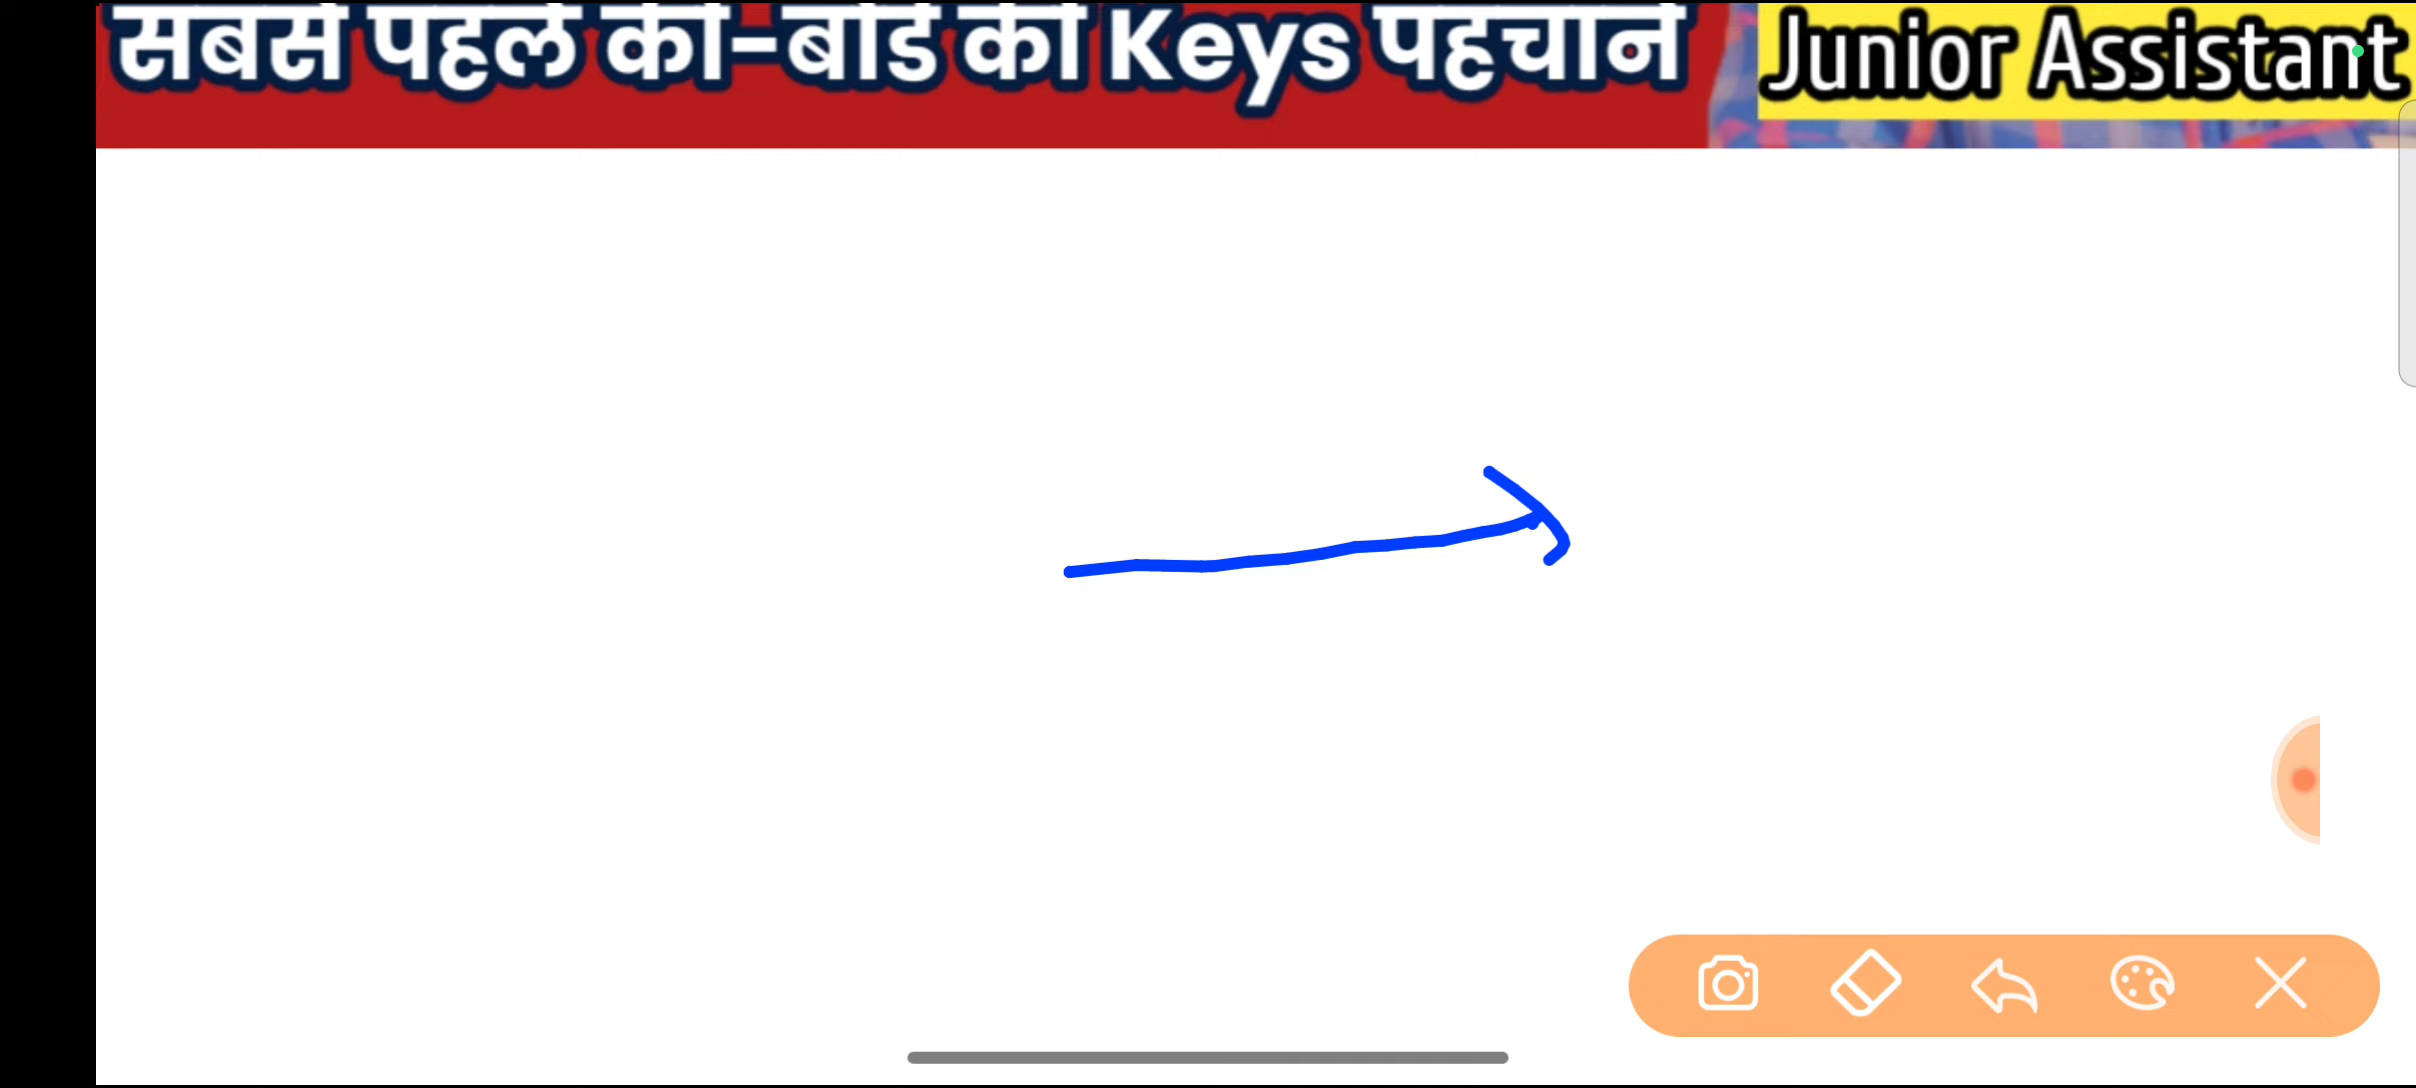 सबसे पहले की-बोर्ड की Keys पहचानें
Junior Assistant